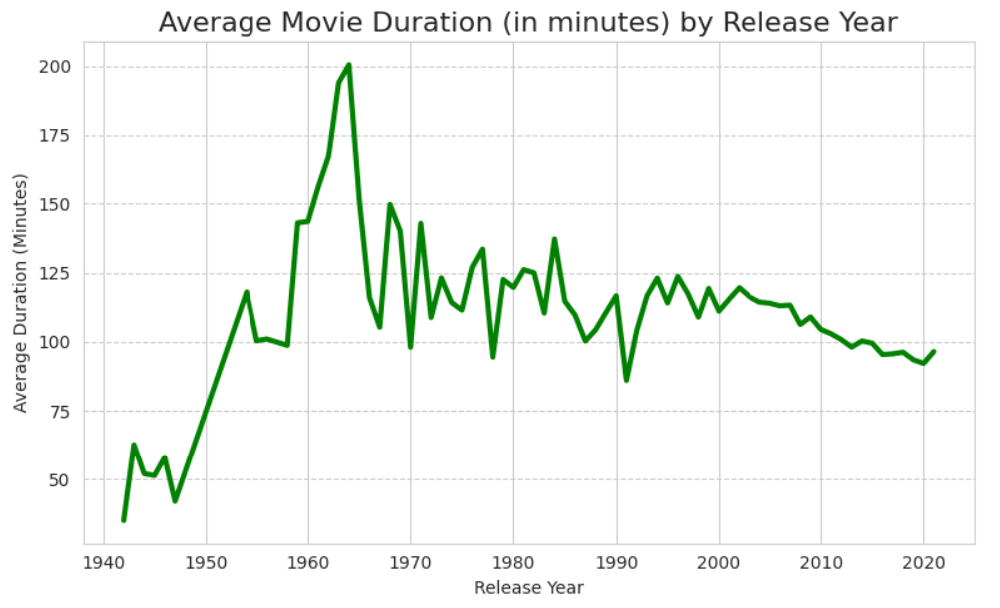 Average Movie Duration (in minutes) by Release Year
200
175
150
125
100
75
50
Average Duration (Minutes)
1940 1950 1960 1970 1980 1990 2000 2010 2020
Release Year